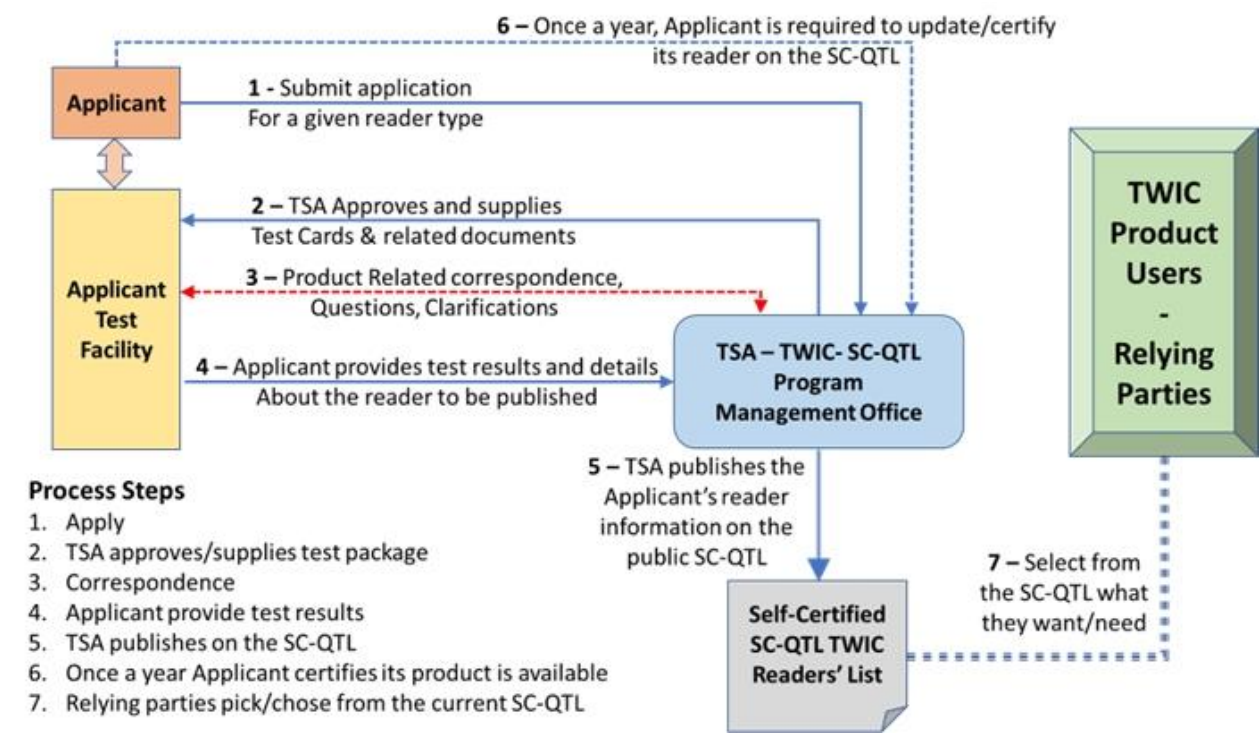 6 – Once a year, Applicant is required to update/certify
its reader on the SC-QTL
Applicant
1 - Submit application
For a given reader type
2 – TSA Approves and supplies
Test Cards & related documents
3 – Product Related correspondence,
Questions, Clarifications
Applicant
Test
Facility
4 – Applicant provides test results and details
About the reader to be published
TSA – TWIC- SC-QTL
Program
Management Office
TWIC
Product
Users
-
Relying
Parties
5 – TSA publishes the
Applicant's reader
information on the
public SC-QTL
7 – Select from
the SC-QTL what
they want/need
Self-Certified
SC-QTL TWIC
Readers' List
Process Steps
1. Apply
2. TSA approves/supplies test package
3. Correspondence
4. Applicant provide test results
5. TSA publishes on the SC-QTL
6. Once a year Applicant certifies its product is available
7. Relying parties pick/chose from the current SC-QTL